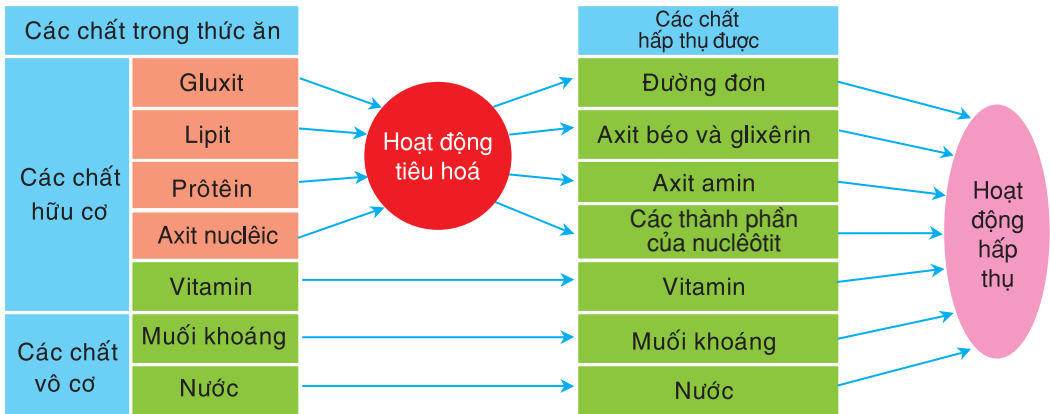 Các chất trong thức ăn
Các chất
hữu cơ
Gluxit
Lipit
Prôtêin
Axit nuclêic
Vitamin
Các chất
vô cơ
Muối khoáng
Nước
Hoạt động
tiêu hoá
Các chất
hấp thụ được
Đường đơn
Axit béo và glixêrin
Axit amin
Các thành phần
của nuclêôtit
Vitamin
Muối khoáng
Nước
Hoạt
động
hấp
thụ